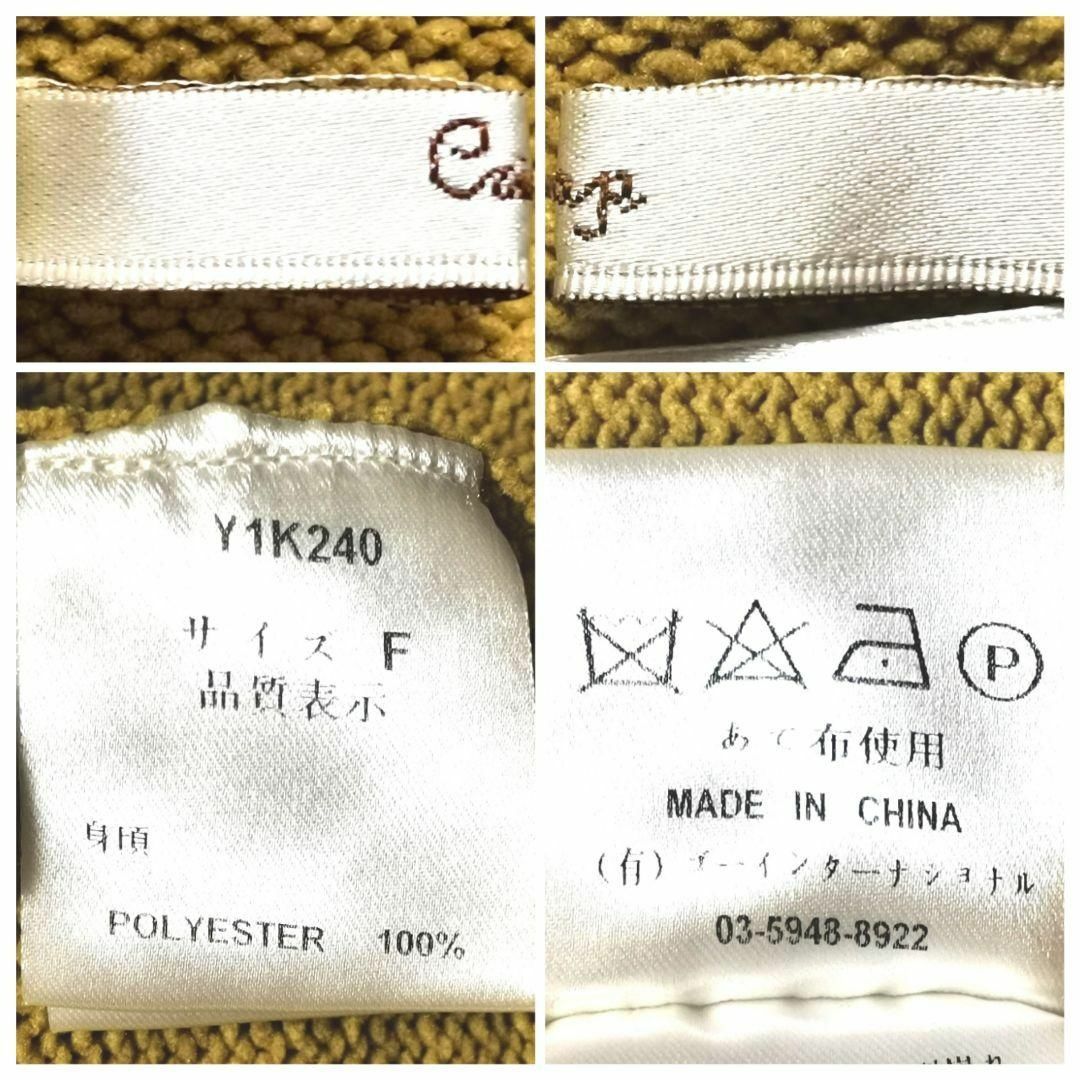 Y1K240
サイズ F
品質表示
身頃
POLYESTER 100%
P
あて布使用
MADE IN CHINA
(有) インターナショナル
03-5948-8922